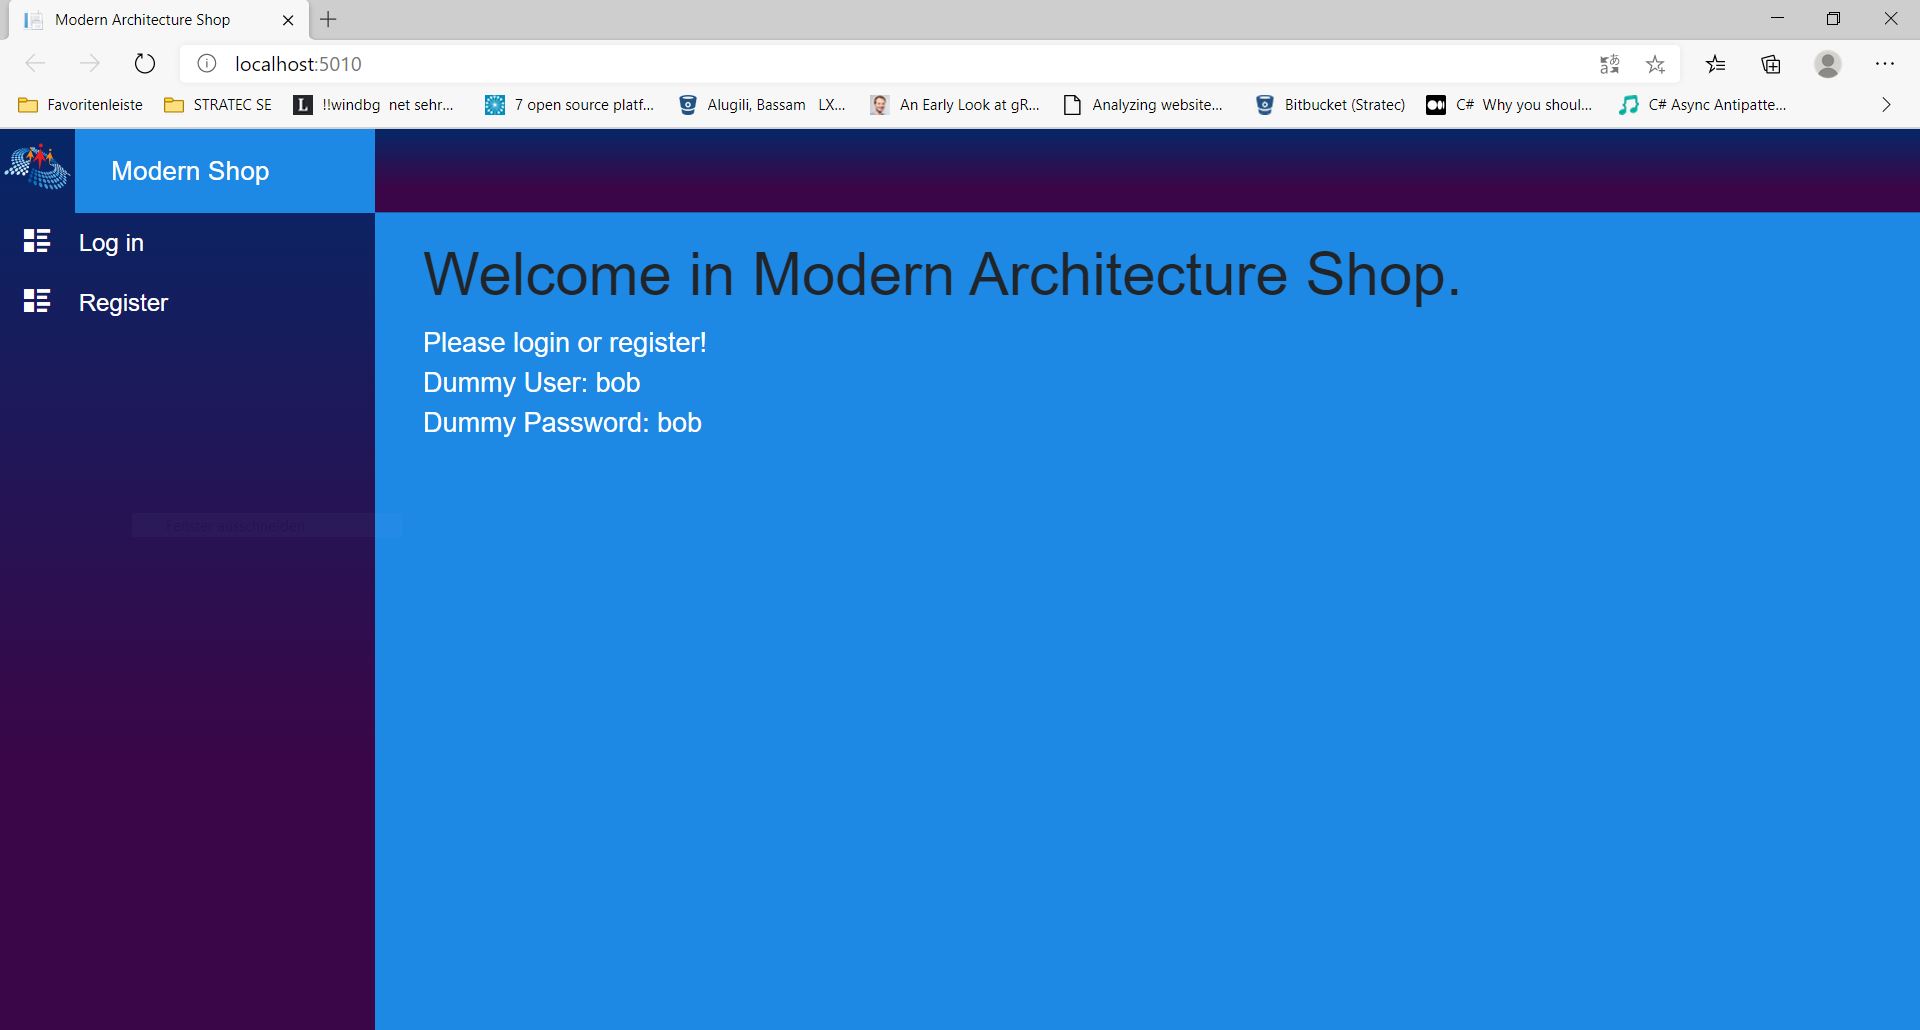 Modern Architecture Shop
localhost:5010
Favoritenleiste STRATEC SE L !!windbg net sehr... 7 open source platf... Alugili, Bassam LX... An Early Look at gR... Analyzing website... Bitbucket (Stratec) C# Why you shoul... C# Async Antipatte...
Modern Shop
Log in
Register
Welcome in Modern Architecture Shop.
Please login or register!
Dummy User: bob
Dummy Password: bob
Fenster ausschneiden